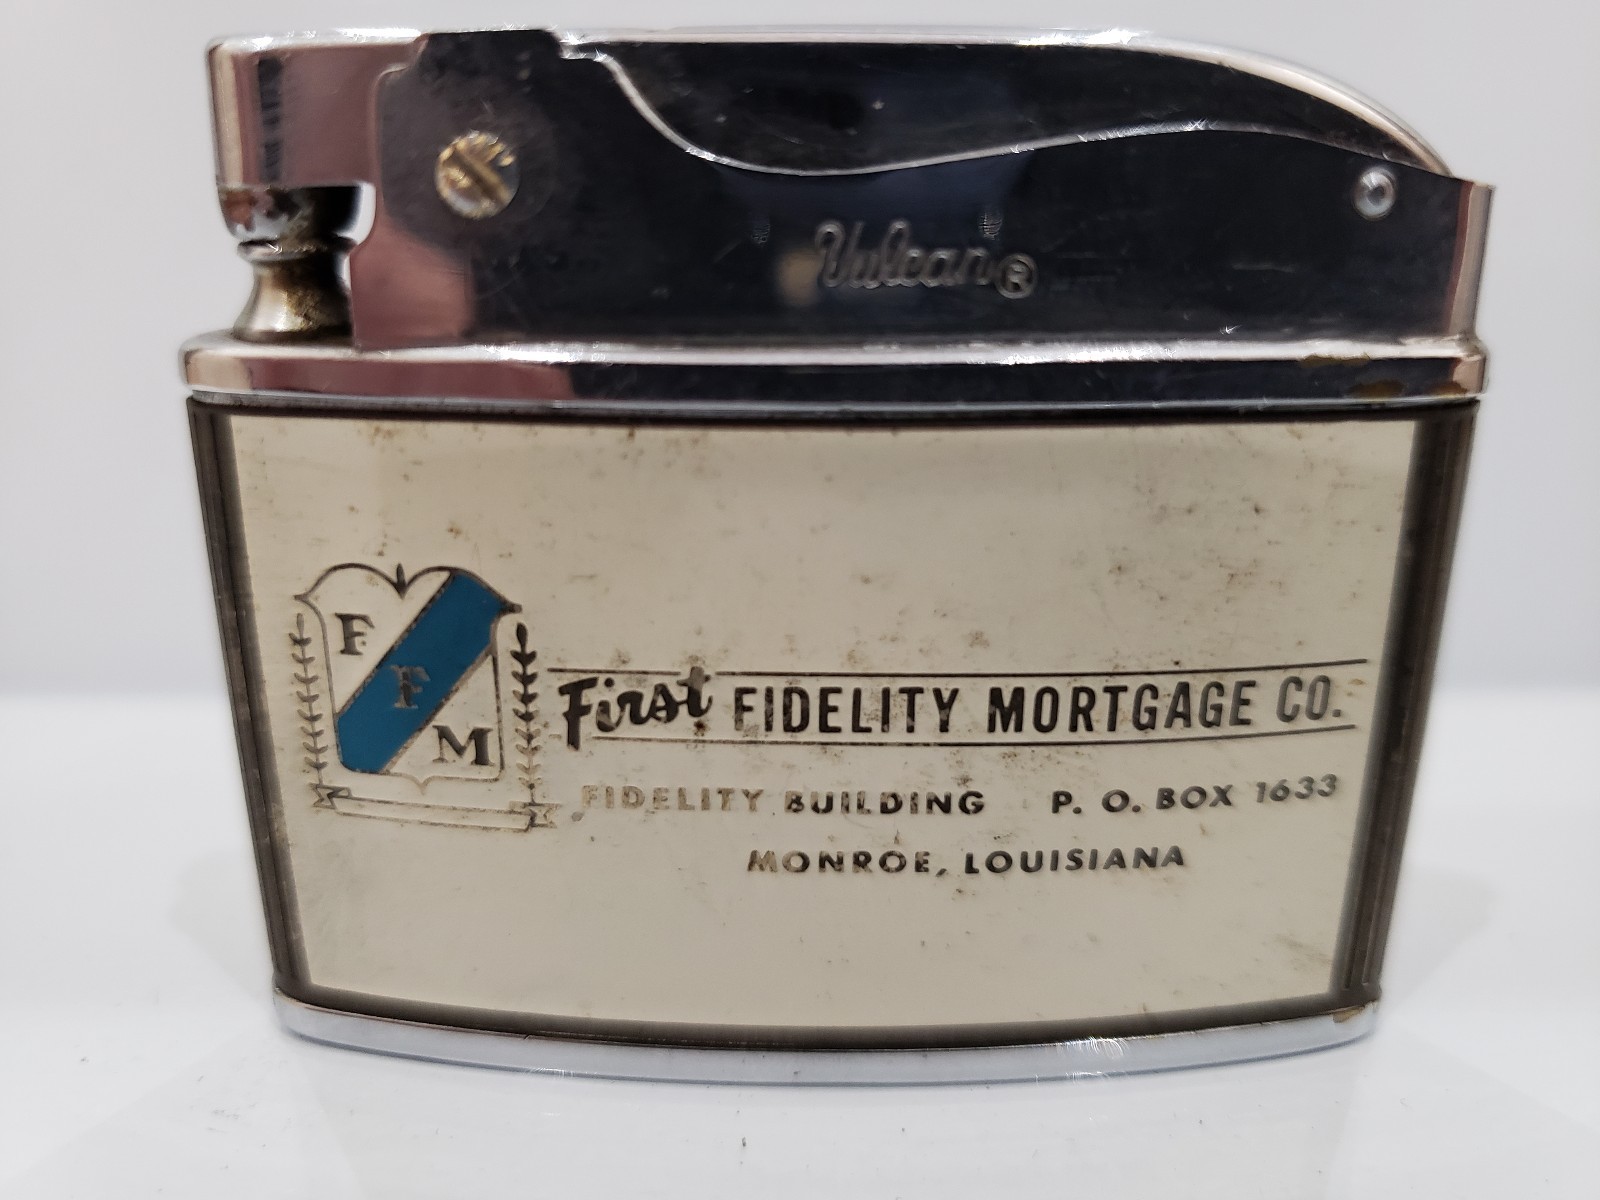 Vulcan®
F
F
M
First FIDELITY MORTGAGE CO.
FIDELITY BUILDING P. O. BOX 1633
MONROE, LOUISIANA